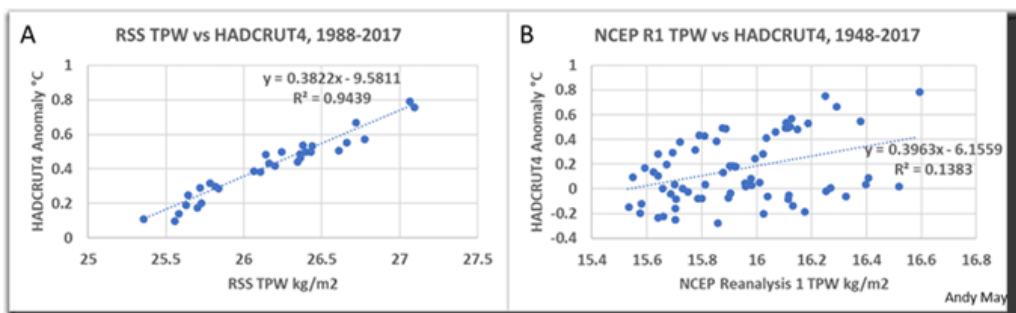 A
RSS TPW vs HADCRUT4, 1988-2017
HADCRUT4 Anomaly °C
1
0.8
0.6
0.4
0.2
0
y = 0.3822x - 9.5811
R² = 0.9439
25
25.5
26
26.5
27
27.5
RSS TPW kg/m2
B
NCEP R1 TPW vs HADCRUT4, 1948-2017
HADCRUT4 Anomaly °C
1
0.8
0.6
0.4
0.2
0
-0.2
-0.4
y = 0.3963x - 6.1559
R² = 0.1383
15.4
15.6
15.8
16
16.2
16.4
16.6
16.8
NCEP Reanalysis 1 TPW kg/m2
Andy May